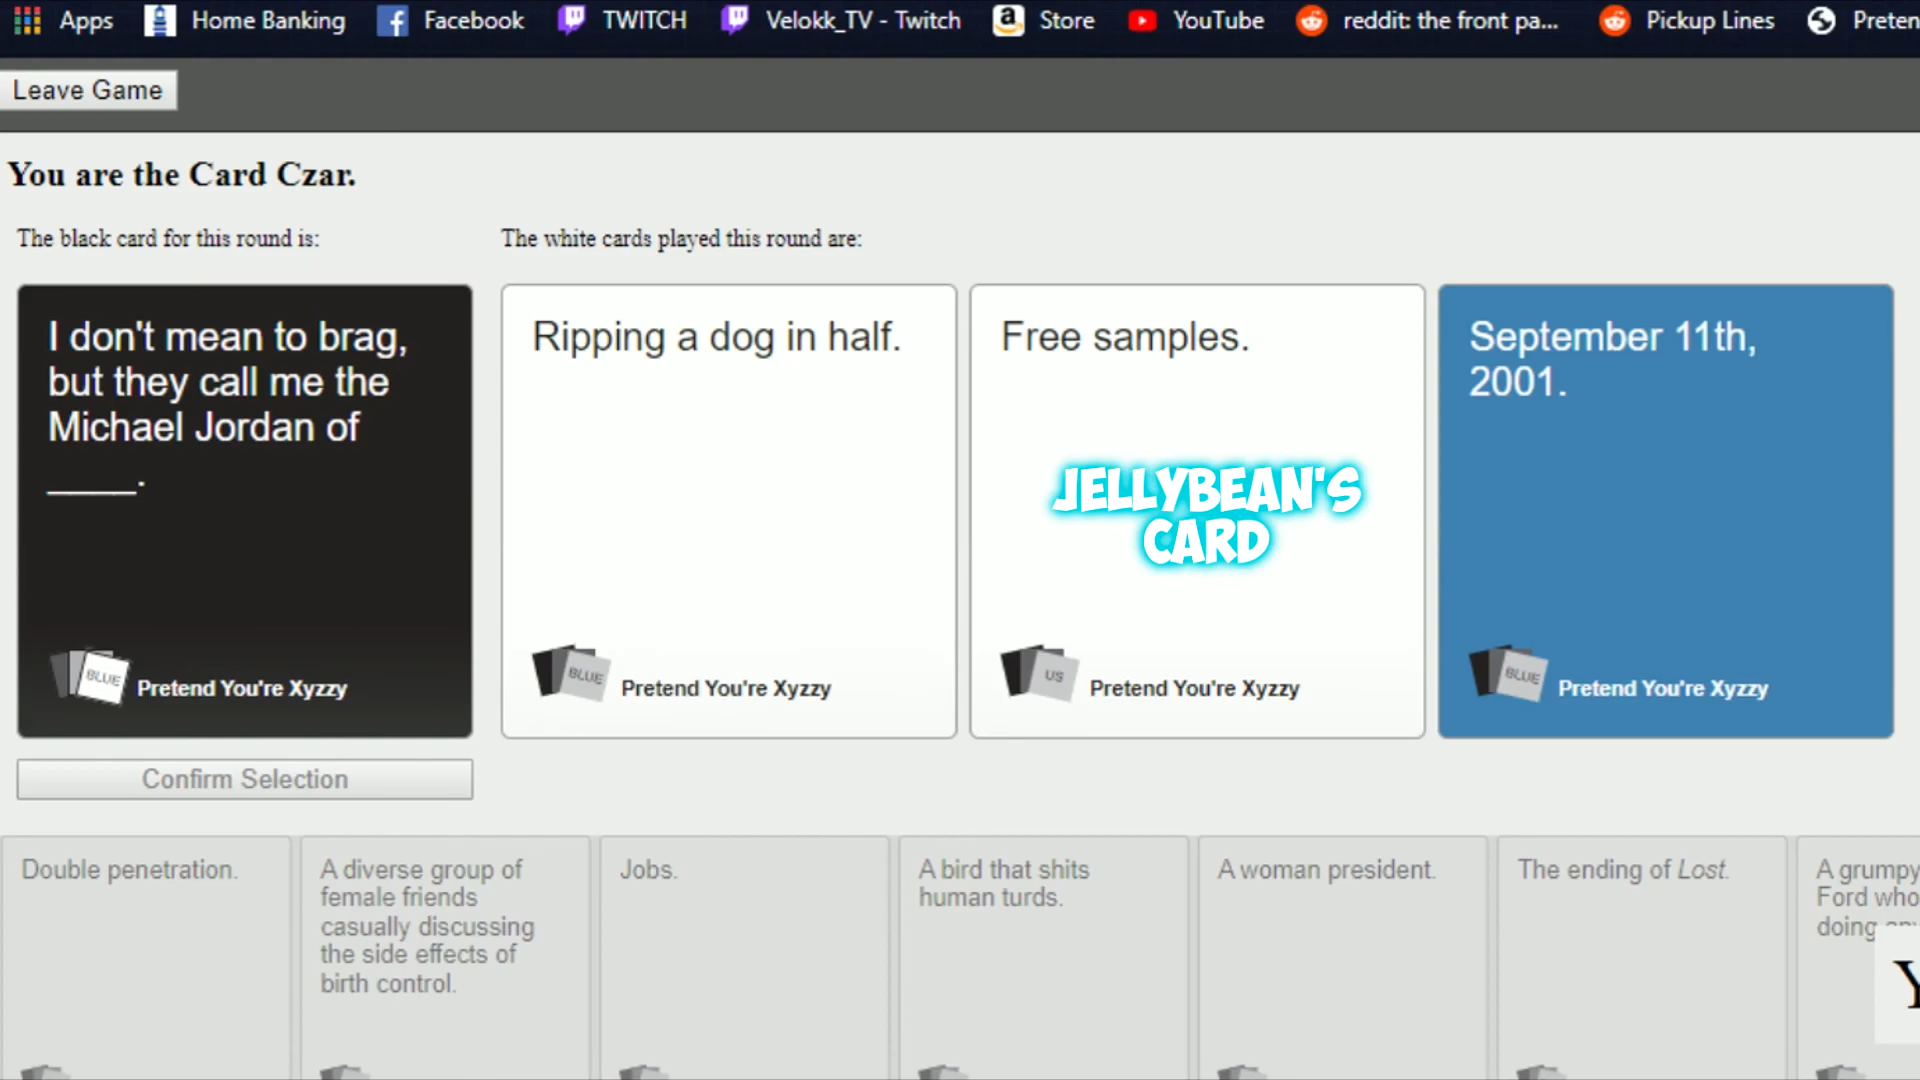 Apps Home Banking Facebook TWITCH Velokk_TV - Twitch Store YouTube reddit: the front pa... Pickup Lines Preten
Leave Game
You are the Card Czar.
The black card for this round is:
The white cards played this round are:
I don't mean to brag,
but they call me the
Michael Jordan of
_____.
BLUE Pretend You're Xyzzy
Ripping a dog in half.
BLUE Pretend You're Xyzzy
Free samples.
JELLYBEAN'S
CARD
US Pretend You're Xyzzy
September 11th,
2001.
BLUE Pretend You're Xyzzy
Confirm Selection
Double penetration.
A diverse group of
female friends
casually discussing
the side effects of
birth control.
Jobs.
A bird that shits
human turds.
A woman president.
The ending of Lost.
A grumpy
Ford who
doing
Y